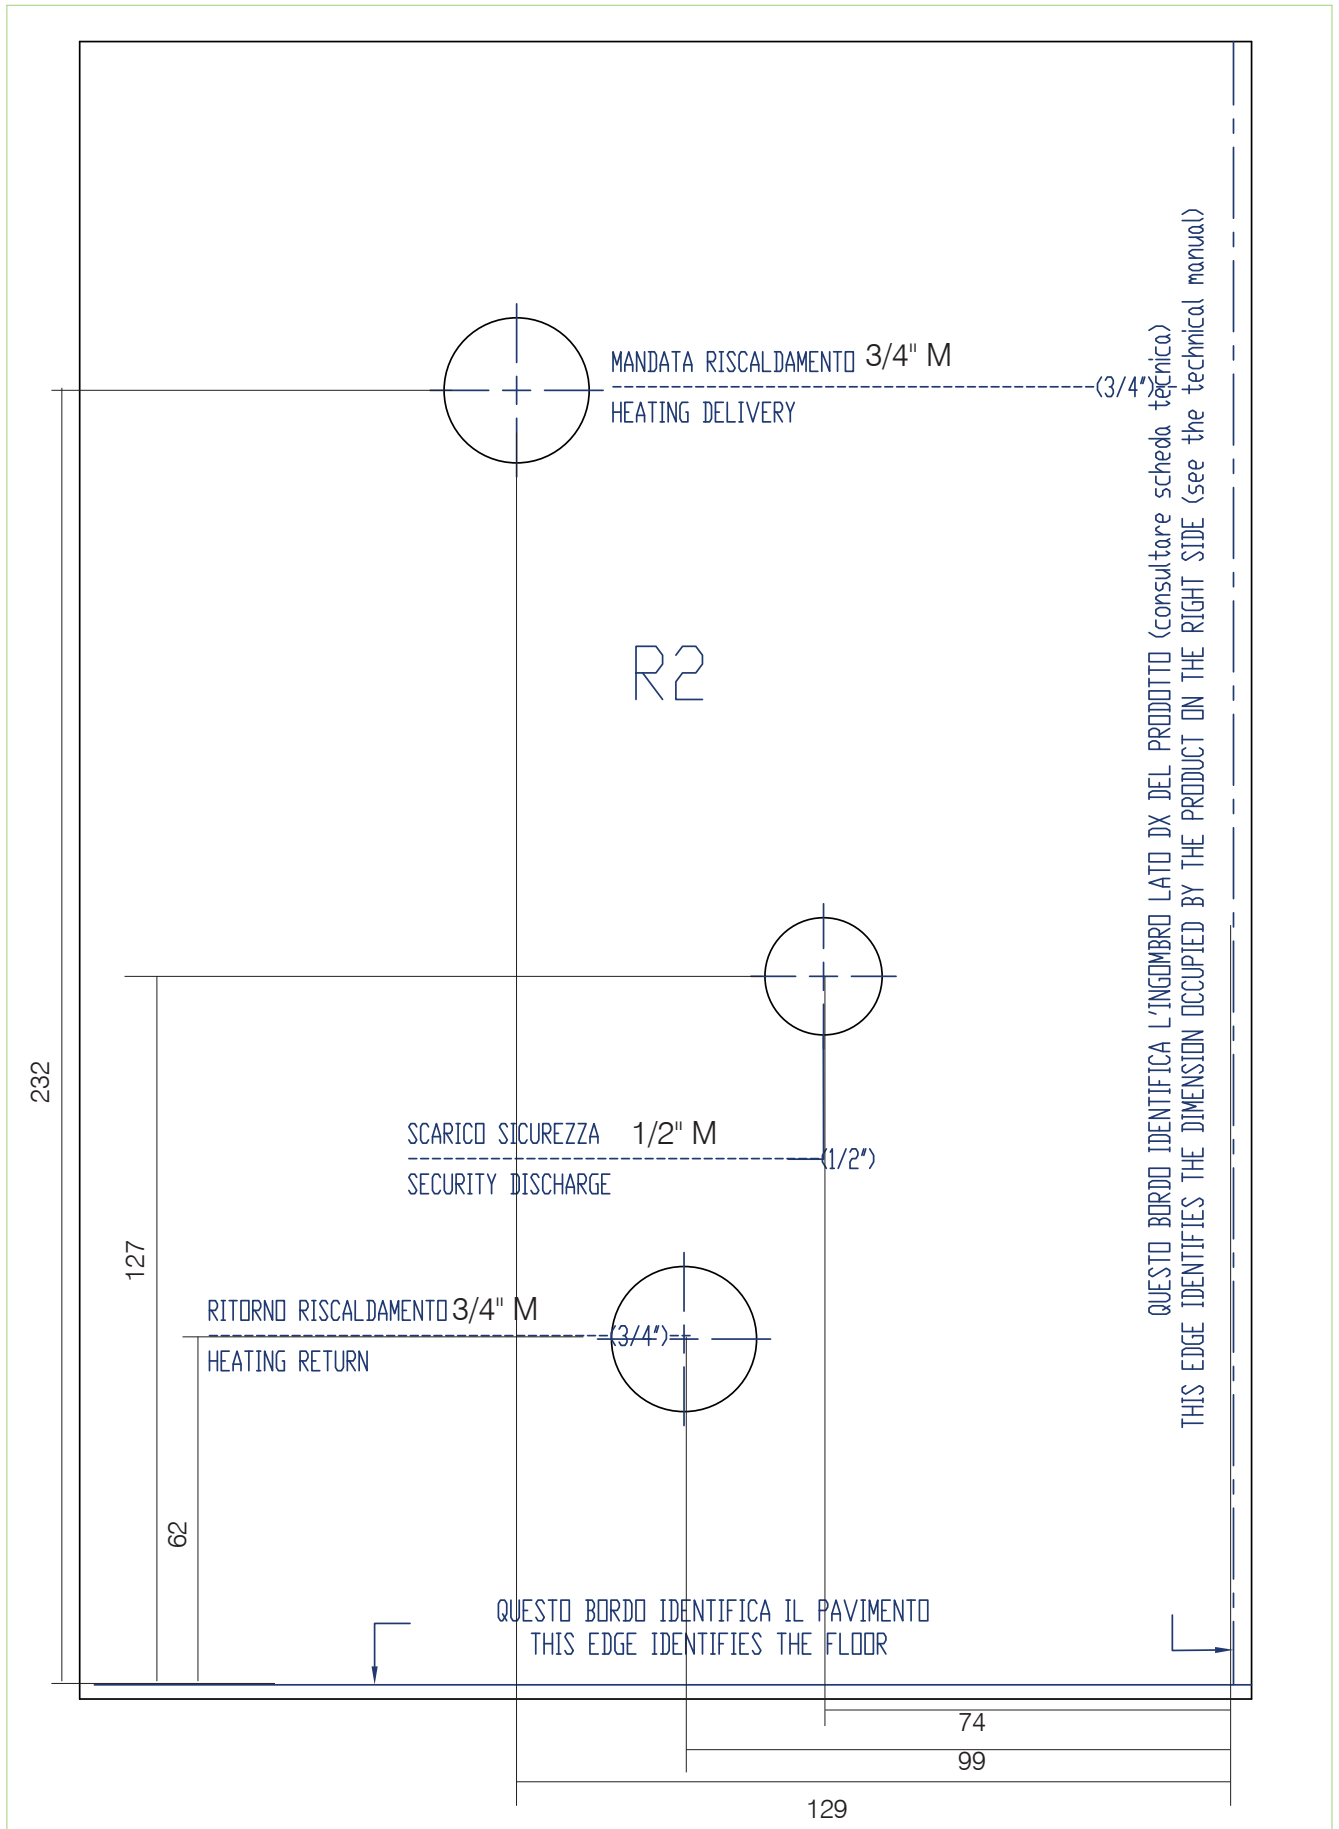 MANDATA RISCALDAMENTO 3/4" M
(3/4")
HEATING DELIVERY
R2
QUESTO BORDO IDENTIFICA L'INGOMBRO LATO DX DEL PRODOTTO (consultare scheda tecnica)
THIS EDGE IDENTIFIES THE DIMENSION OCCUPIED BY THE PRODUCT ON THE RIGHT SIDE (see the technical manual)
232
SCARICO SICUREZZA 1/2" M
(1/2")
SECURITY DISCHARGE
127
RITORNO RISCALDAMENTO 3/4" M
(3/4")
HEATING RETURN
62
QUESTO BORDO IDENTIFICA IL PAVIMENTO
THIS EDGE IDENTIFIES THE FLOOR
74
99
129